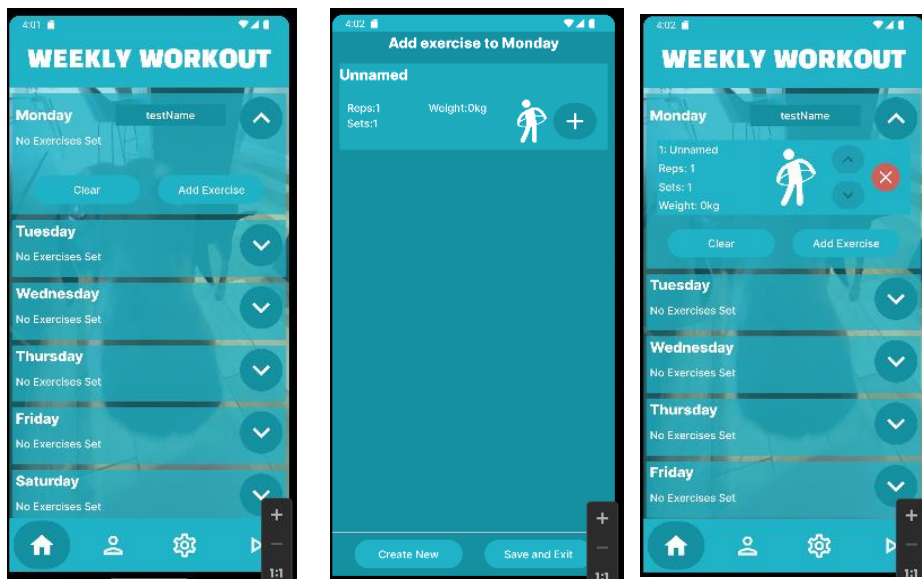 4:01
WEEKLY WORKOUT
Monday
testName
No Exercises Set
Clear
Add Exercise
Tuesday
No Exercises Set
Wednesday
No Exercises Set
Thursday
No Exercises Set
Friday
No Exercises Set
Saturday
No Exercises Set
1:1
4:02
Add exercise to Monday
Unnamed
Reps:1
Weight:0kg
Sets:1
Create New
Save and Exit
1:1
4:02
WEEKLY WORKOUT
Monday
testName
1: Unnamed
Reps: 1
Sets: 1
Weight: 0kg
Clear
Add Exercise
Tuesday
No Exercises Set
Wednesday
No Exercises Set
Thursday
No Exercises Set
Friday
No Exercises Set
1:1